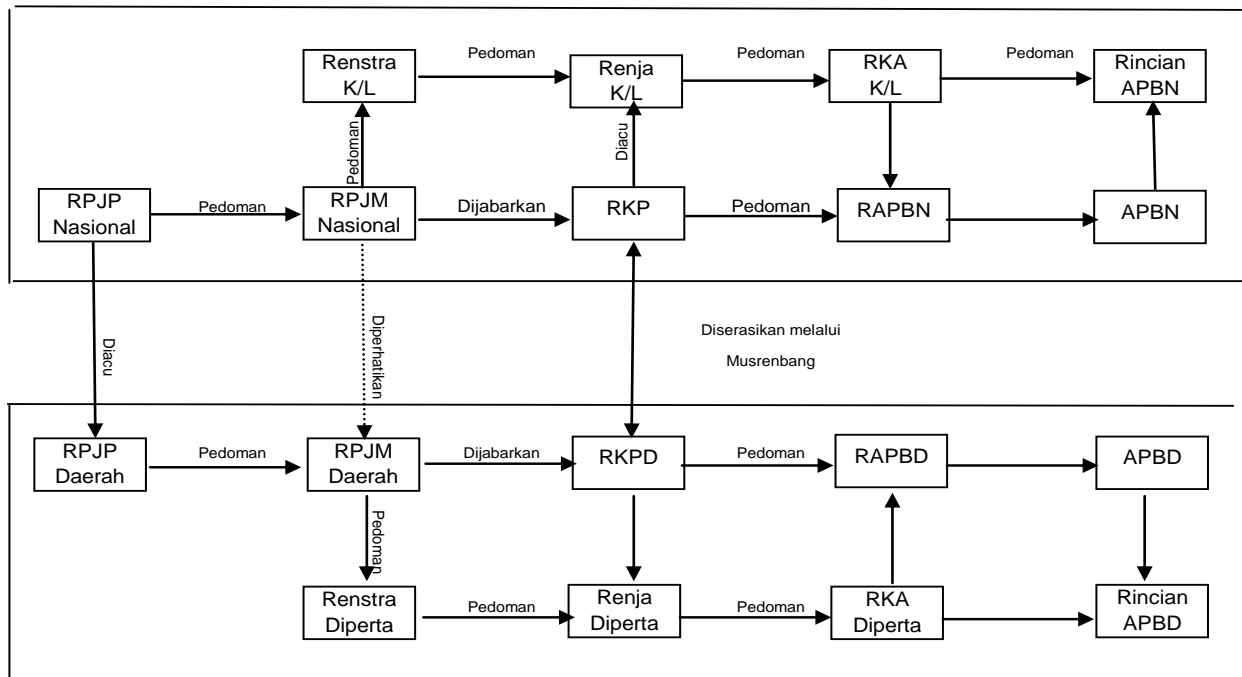 Renstra
K/L
Pedoman
Renja
K/L
Pedoman
RKA
K/L
Pedoman
Rincian
APBN
Pedoman
Diacu
RPJP
Nasional
Pedoman
RPJM
Nasional
Dijabarkan
RKP
Pedoman
RAPBN
APBN
Diacu
Diperhatikan
Diserasikan melalui
Musrenbang
RPJP
Daerah
Pedoman
RPJM
Daerah
Dijabarkan
RKPD
Pedoman
RAPBD
APBD
Pedoman
Renstra
Diperta
Pedoman
Renja
Diperta
Pedoman
RKA
Diperta
Rincian
APBD